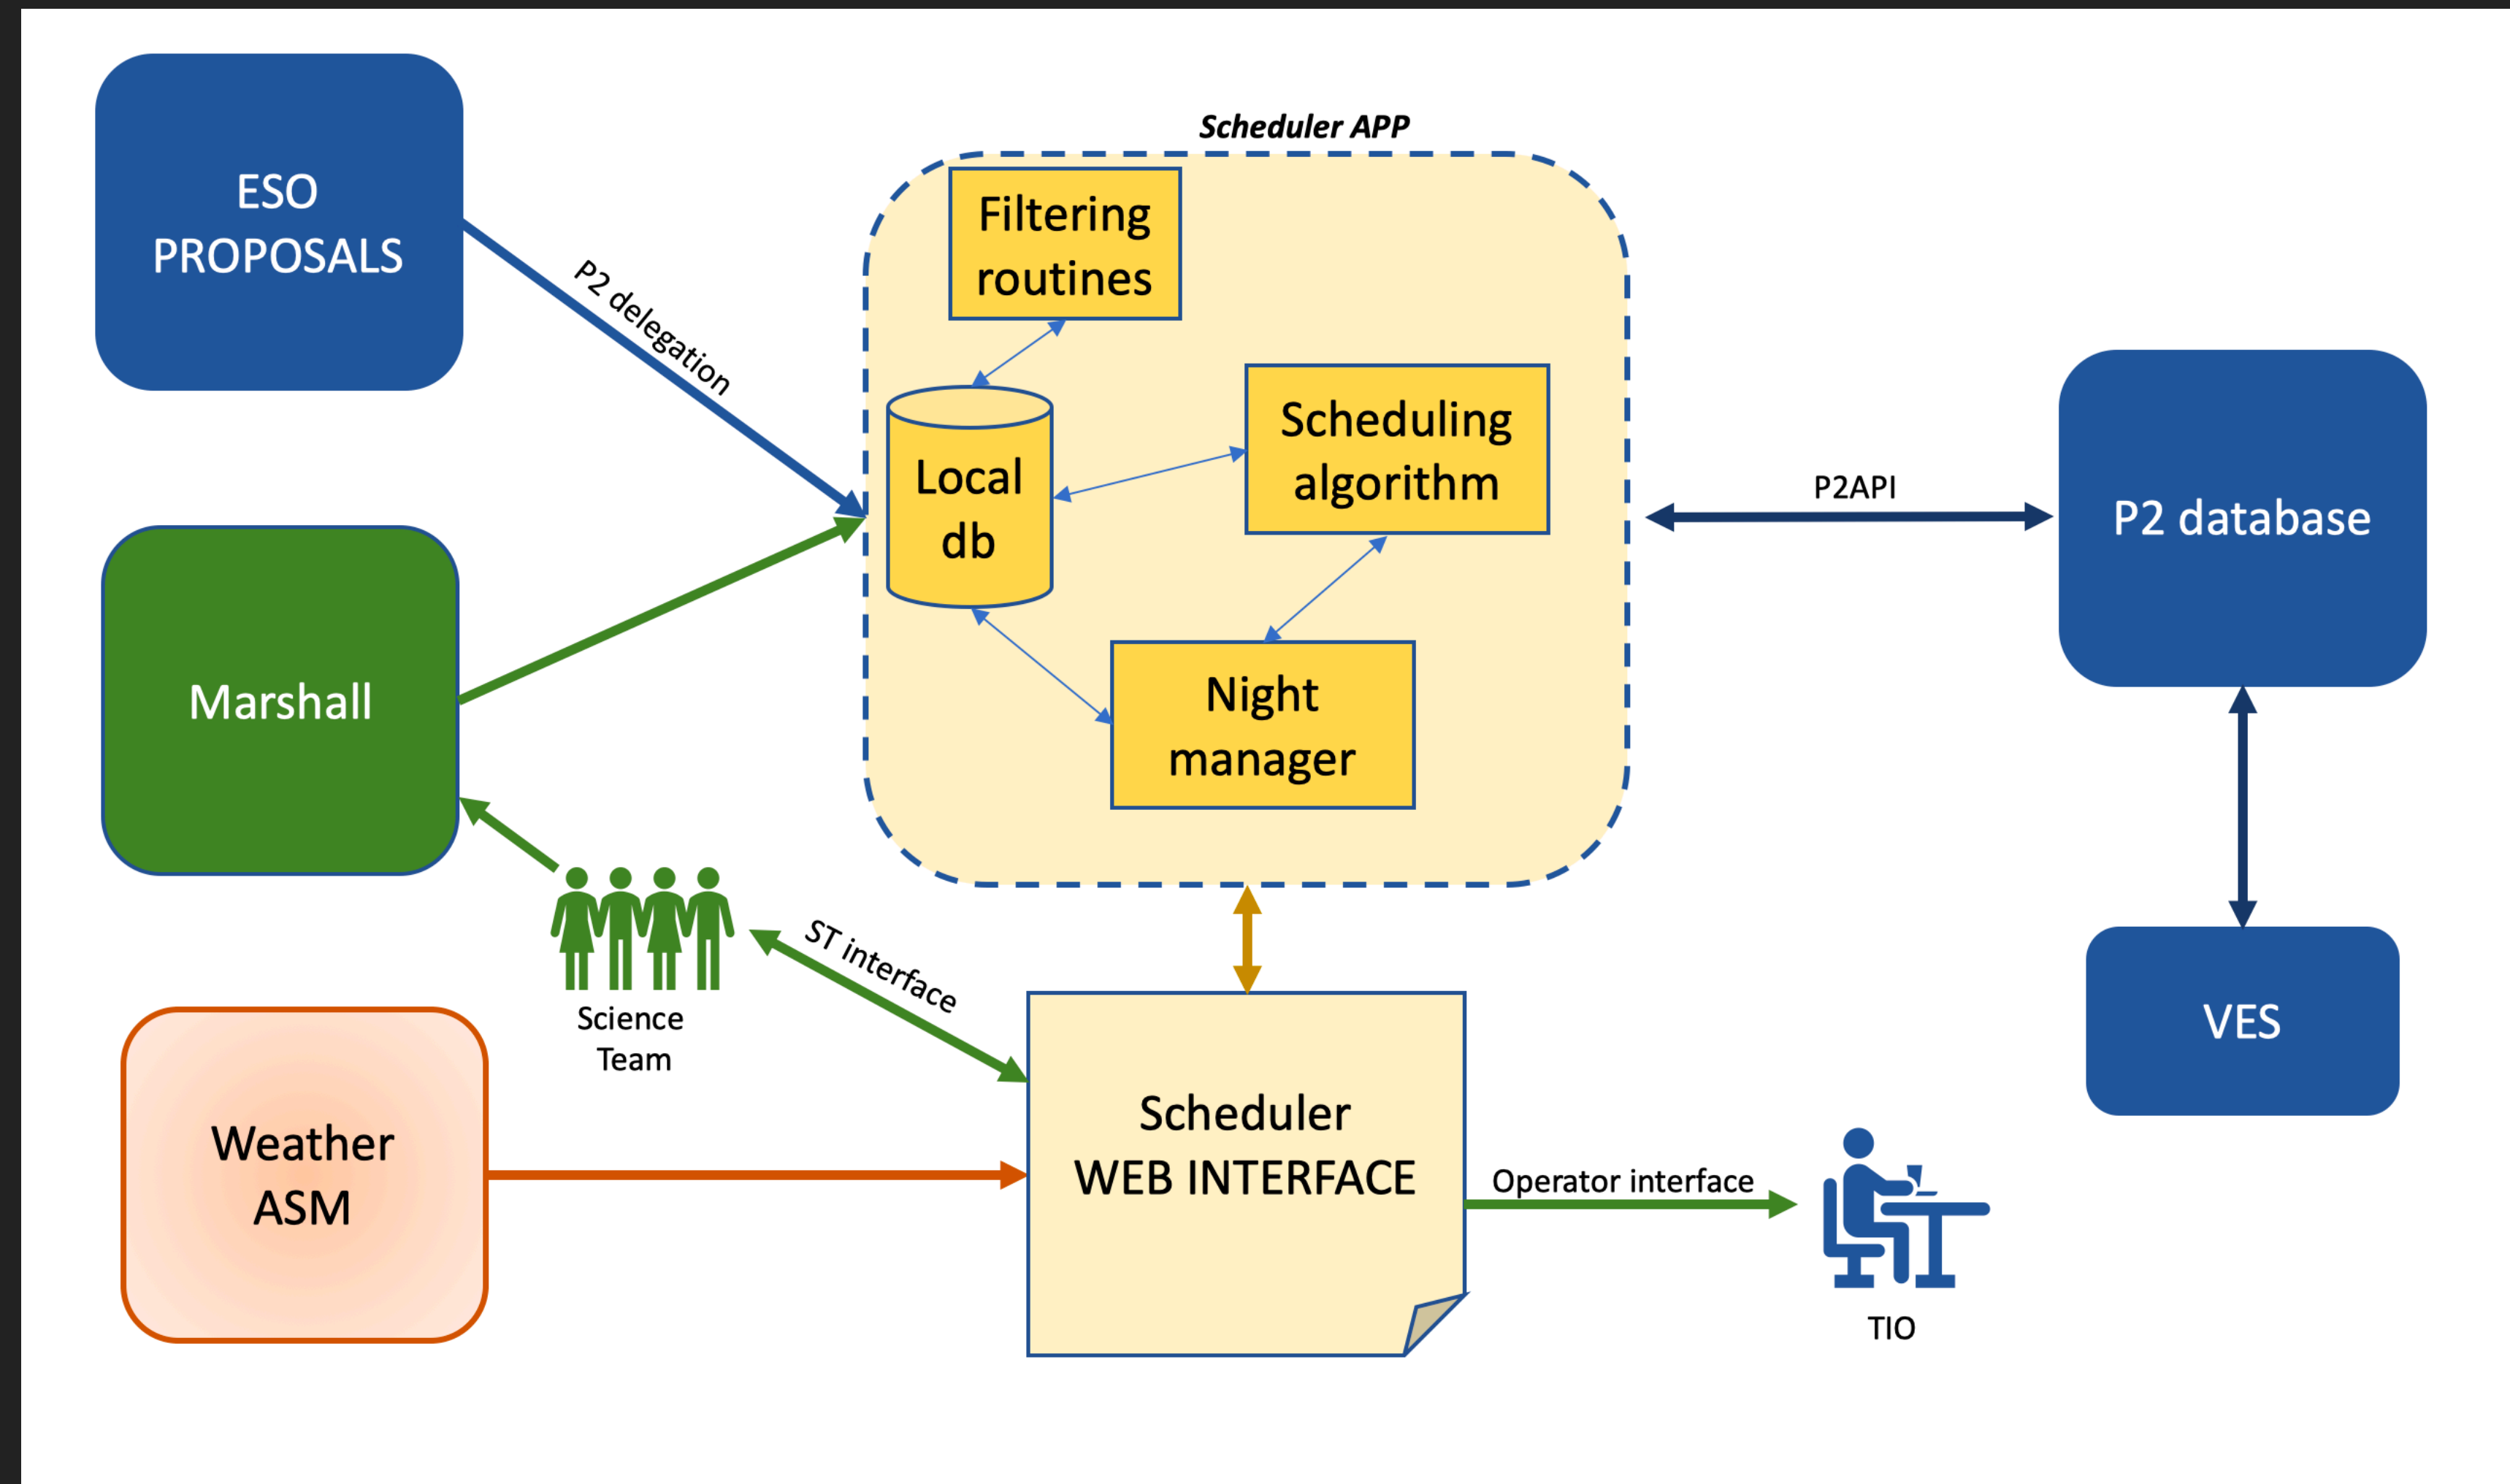 Scheduler APP
ESO
PROPOSALS
P2 delegation
Filtering
routines
Local
db
Scheduling
algorithm
Night
manager
P2API
P2 database
Marshall
Science
Team
ST interface
VES
Weather
ASM
Scheduler
WEB INTERFACE
Operator interface
TIO